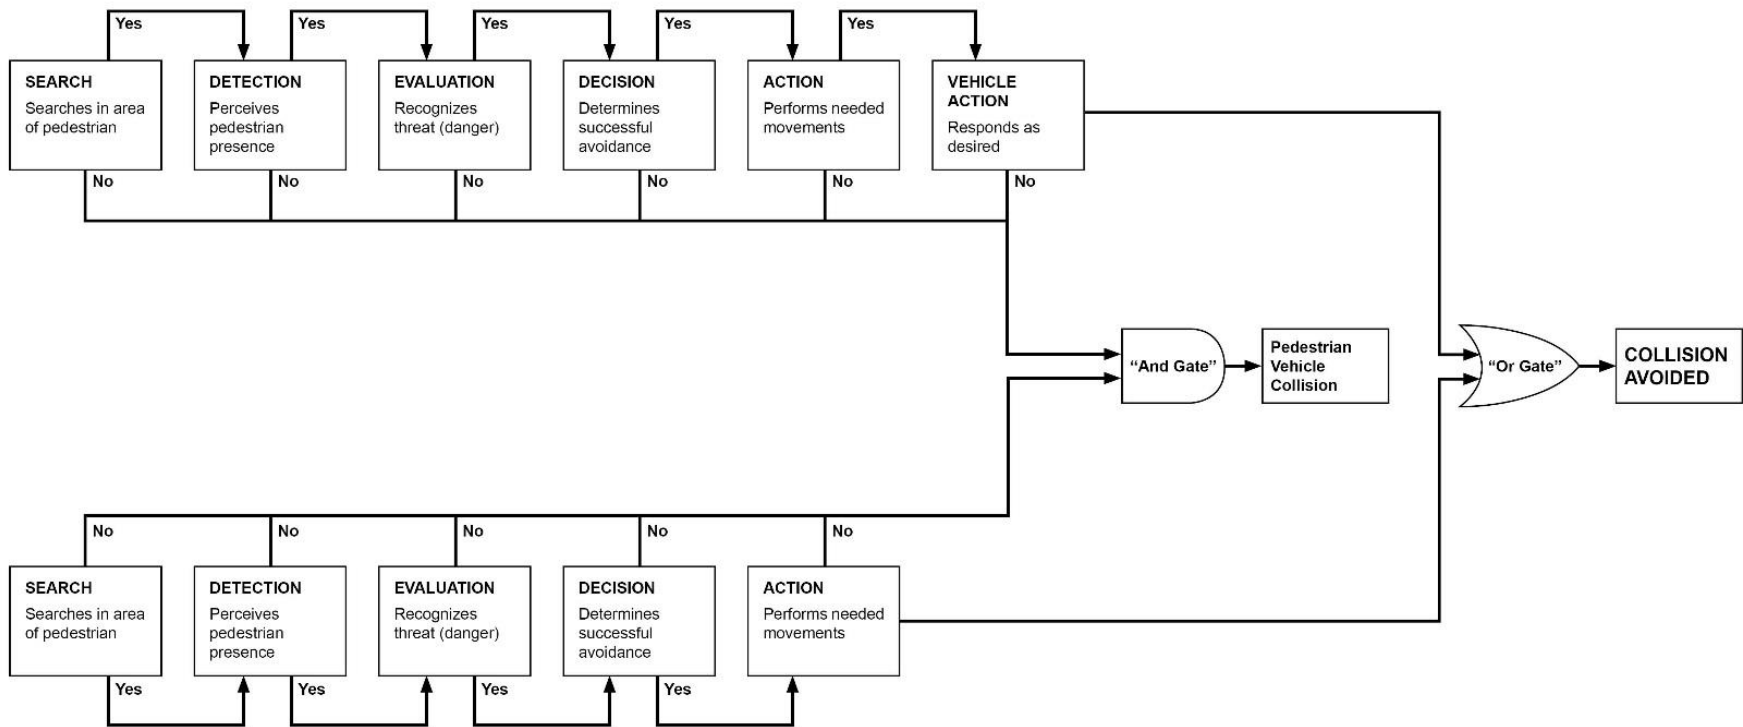 Yes
Yes
Yes
Yes
Yes
SEARCH
Searches in area
of pedestrian
DETECTION
Perceives
pedestrian
presence
EVALUATION
Recognizes
threat (danger)
DECISION
Determines
successful
avoidance
ACTION
Performs needed
movements
VEHICLE
ACTION
Responds as
desired
No
No
No
No
No
No
“And Gate”
Pedestrian
Vehicle
Collision
“Or Gate”
COLLISION
AVOIDED
No
No
No
No
No
SEARCH
Searches in area
of pedestrian
DETECTION
Perceives
pedestrian
presence
EVALUATION
Recognizes
threat (danger)
DECISION
Determines
successful
avoidance
ACTION
Performs needed
movements
Yes
Yes
Yes
Yes